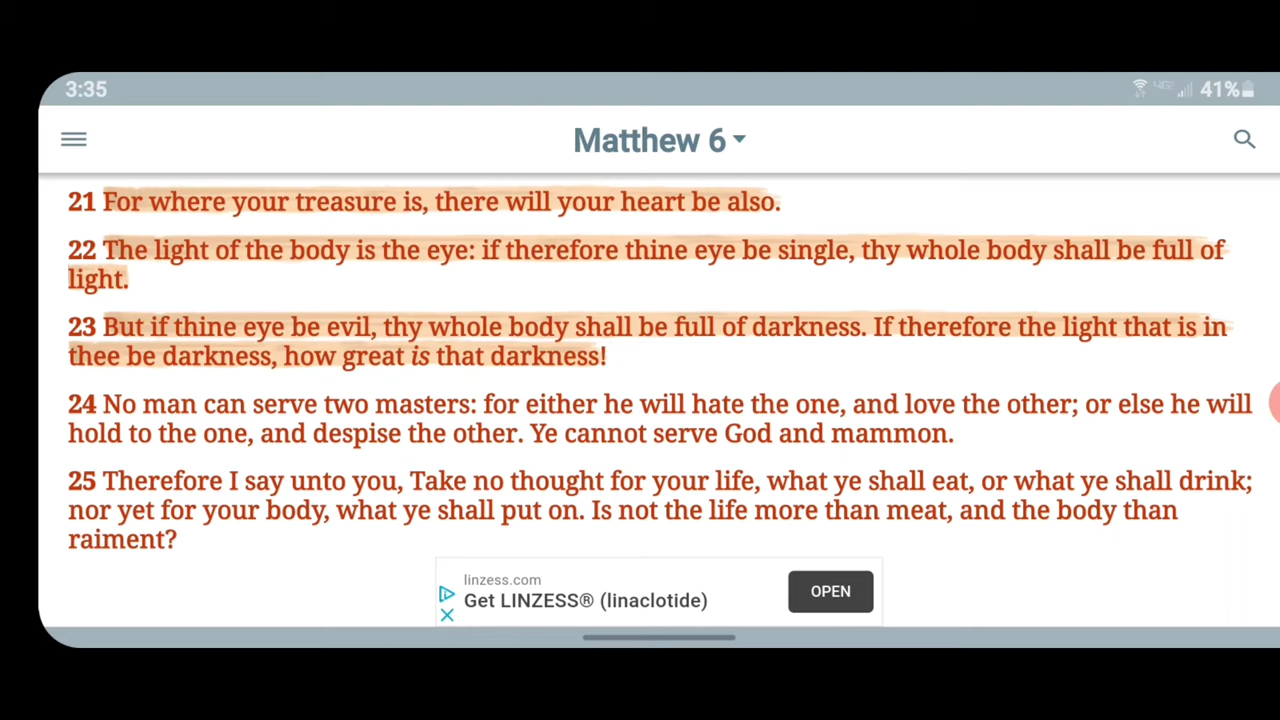 3:35
4GE 41%
Matthew 6
21 For where your treasure is, there will your heart be also.
22 The light of the body is the eye: if therefore thine eye be single, thy whole body shall be full of
light.
23 But if thine eye be evil, thy whole body shall be full of darkness. If therefore the light that is in
thee be darkness, how great is that darkness!
24 No man can serve two masters: for either he will hate the one, and love the other; or else he will
hold to the one, and despise the other. Ye cannot serve God and mammon.
25 Therefore I say unto you, Take no thought for your life, what ye shall eat, or what ye shall drink;
nor yet for your body, what ye shall put on. Is not the life more than meat, and the body than
raiment?
linzess.com
Get LINZESS® (linaclotide)
OPEN